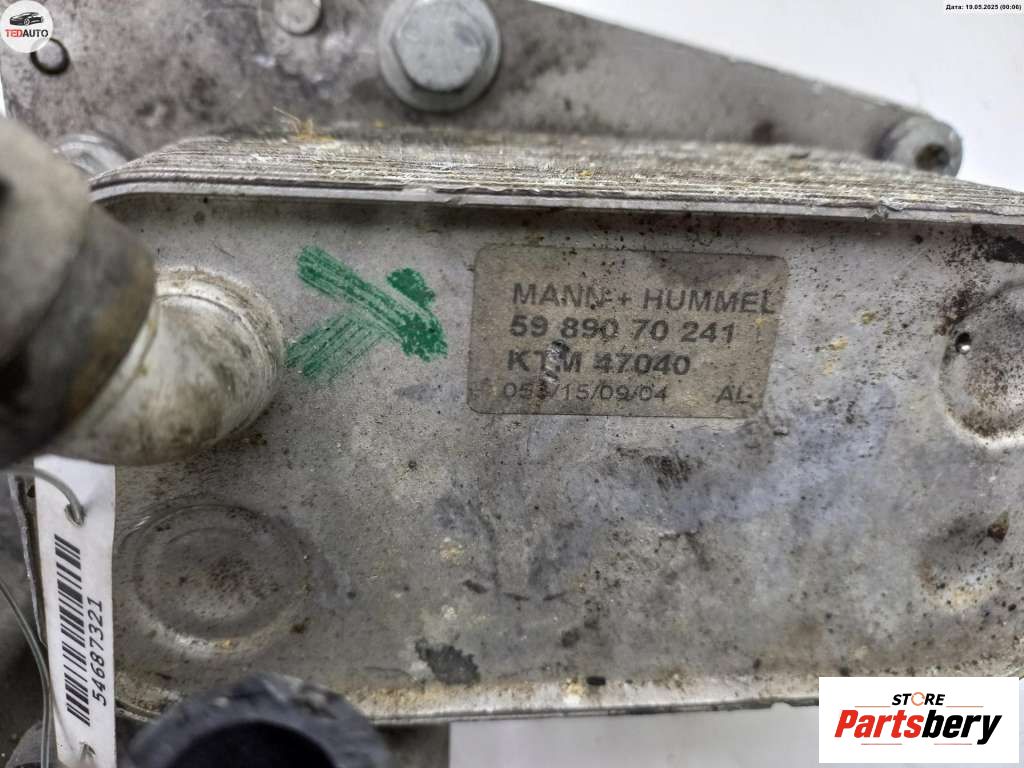 TEDAUTO
Дата: 19.05.2025 (00:06)
MANN + HUMMEL
59 890 70 241
KTM 47040
053/15/09/04 AL-
54687321
STORE
Partsbery